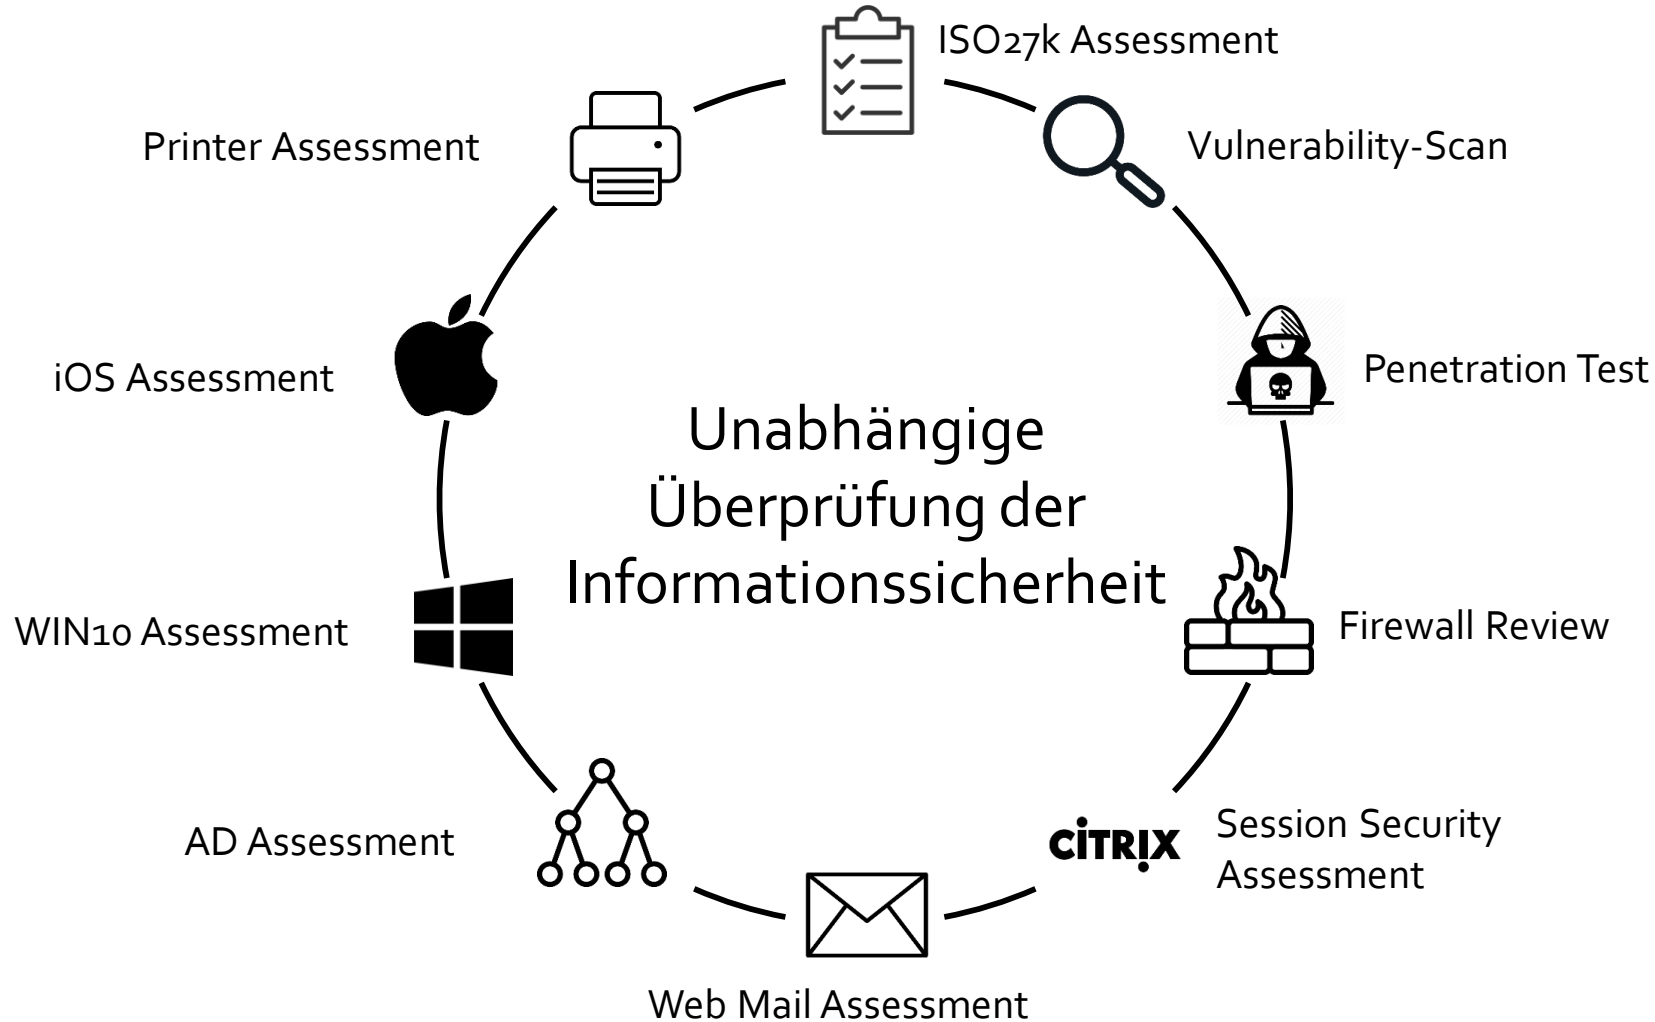 ISO27k Assessment
Printer Assessment
Vulnerability-Scan
iOS Assessment
Penetration Test
Unabhängige
Überprüfung der
Informationssicherheit
WIN10 Assessment
Firewall Review
AD Assessment
CITRIX
Session Security
Assessment
Web Mail Assessment